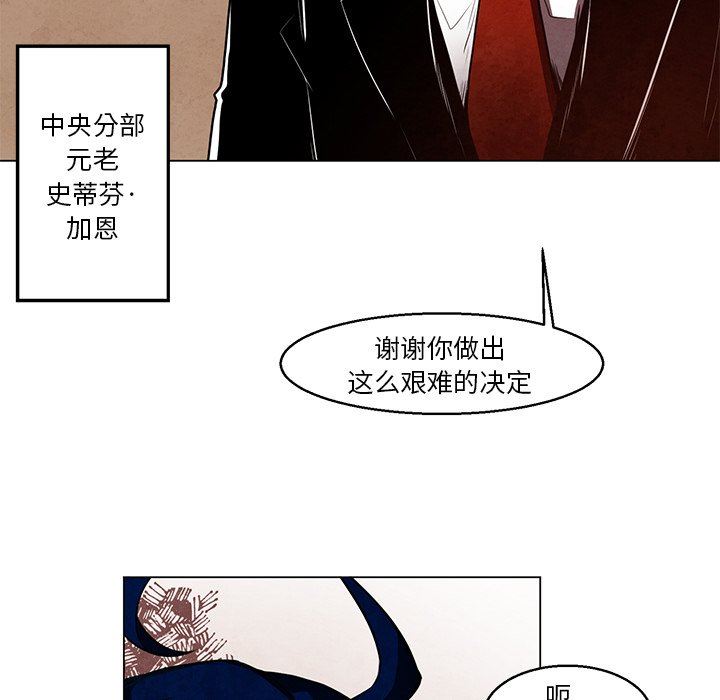 中央分部
元老
史蒂芬·
加恩
谢谢你做出
这么艰难的决定
呃